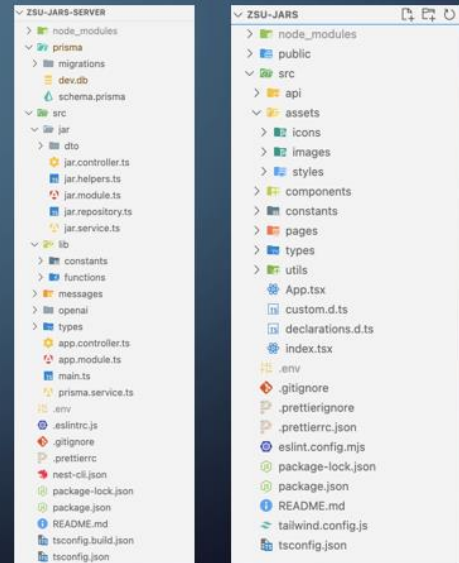 ZSU-JARS-SERVER
node_modules
prisma
migrations
dev.db
schema.prisma
src
jar
dto
jar.controller.ts
jar.helpers.ts
jar.module.ts
jar.repository.ts
jar.service.ts
lib
constants
functions
messages
openai
types
app.controller.ts
app.module.ts
main.ts
prisma.service.ts
.env
.eslintrc.js
.gitignore
.prettierrc
nest-cli.json
package-lock.json
package.json
README.md
tsconfig.build.json
tsconfig.json
ZSU-JARS
node_modules
public
src
api
assets
icons
images
styles
components
constants
pages
types
utils
App.tsx
custom.d.ts
declarations.d.ts
index.tsx
.env
.gitignore
.prettierignore
.prettierrc.json
eslint.config.mjs
package-lock.json
package.json
README.md
tailwind.config.js
tsconfig.json